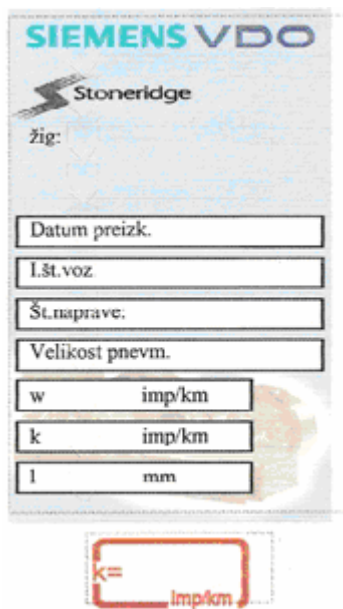 SIEMENS VDO
Stoneridge
žig:
Datum preizk.
I.št.voz
Št.naprave:
Velikost pnevm.
w imp/km
k imp/km
l mm
k=
Imp/km